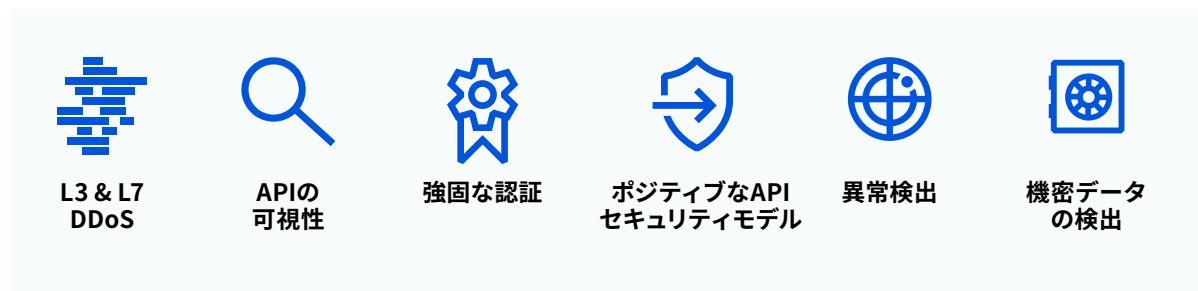 L3 & L7
DDoS
APIの
可視性
強固な認証
ポジティブなAPI
セキュリティモデル
異常検出
機密データ
の検出